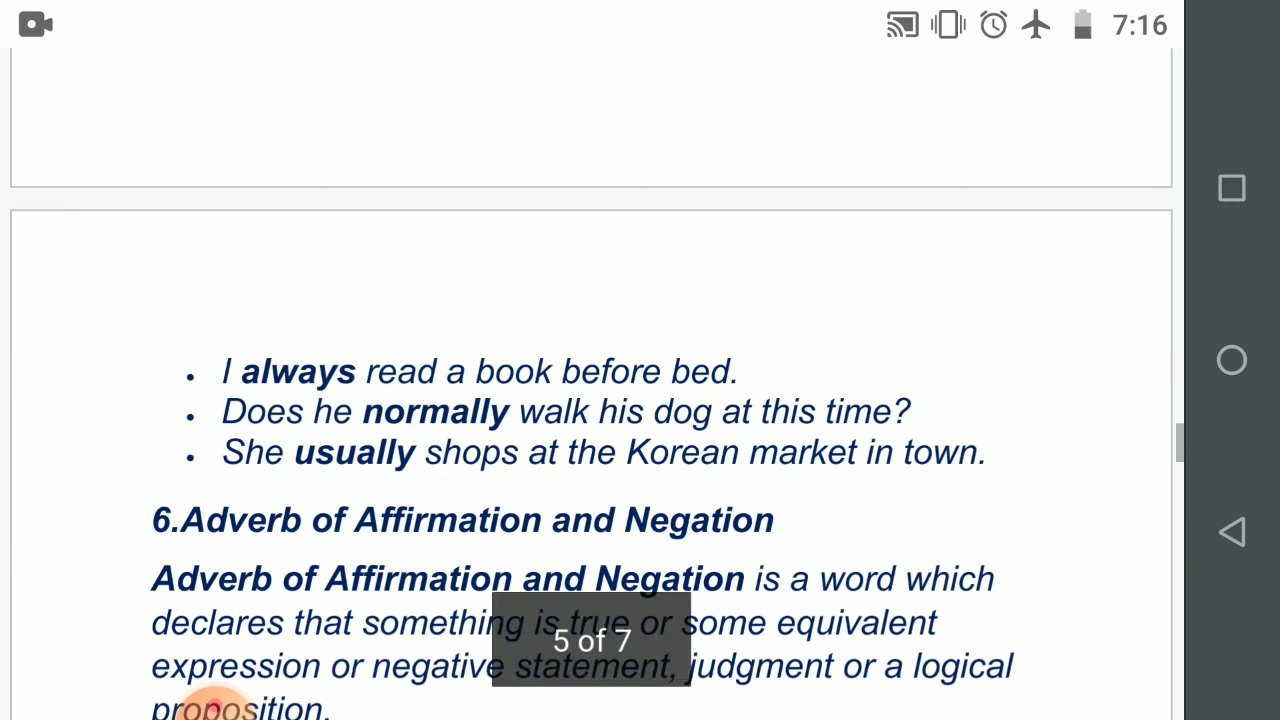 7:16
• I always read a book before bed.
• Does he normally walk his dog at this time?
• She usually shops at the Korean market in town.
6.Adverb of Affirmation and Negation
Adverb of Affirmation and Negation is a word which
declares that something is true or some equivalent
expression or negative statement, judgment or a logical
proposition.
5 of 7